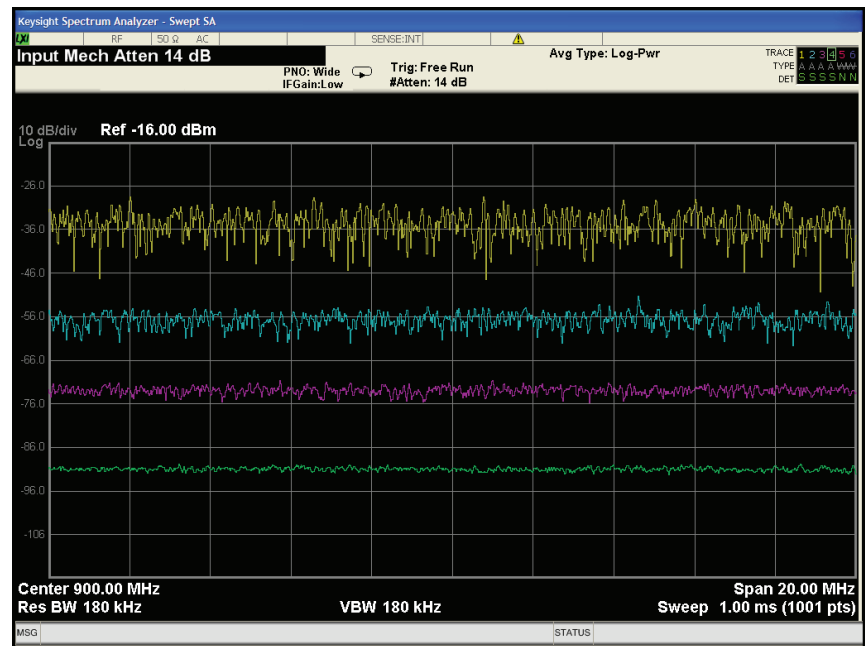 Keysight Spectrum Analyzer - Swept SA
LXI RF 50 Ω AC SENSE:INT
Input Mech Atten 14 dB
PNO: Wide
IFGain:Low
Trig: Free Run
#Atten: 14 dB
Avg Type: Log-Pwr
TRACE 1 2 3 4 5 6
TYPE A A A A W W
DET S S S S N N
10 dB/div Ref -16.00 dBm
Log
-26.0
-36.0
-46.0
-56.0
-66.0
-76.0
-86.0
-96.0
-106
Center 900.00 MHz Span 20.00 MHz
Res BW 180 kHz VBW 180 kHz Sweep 1.00 ms (1001 pts)
MSG STATUS